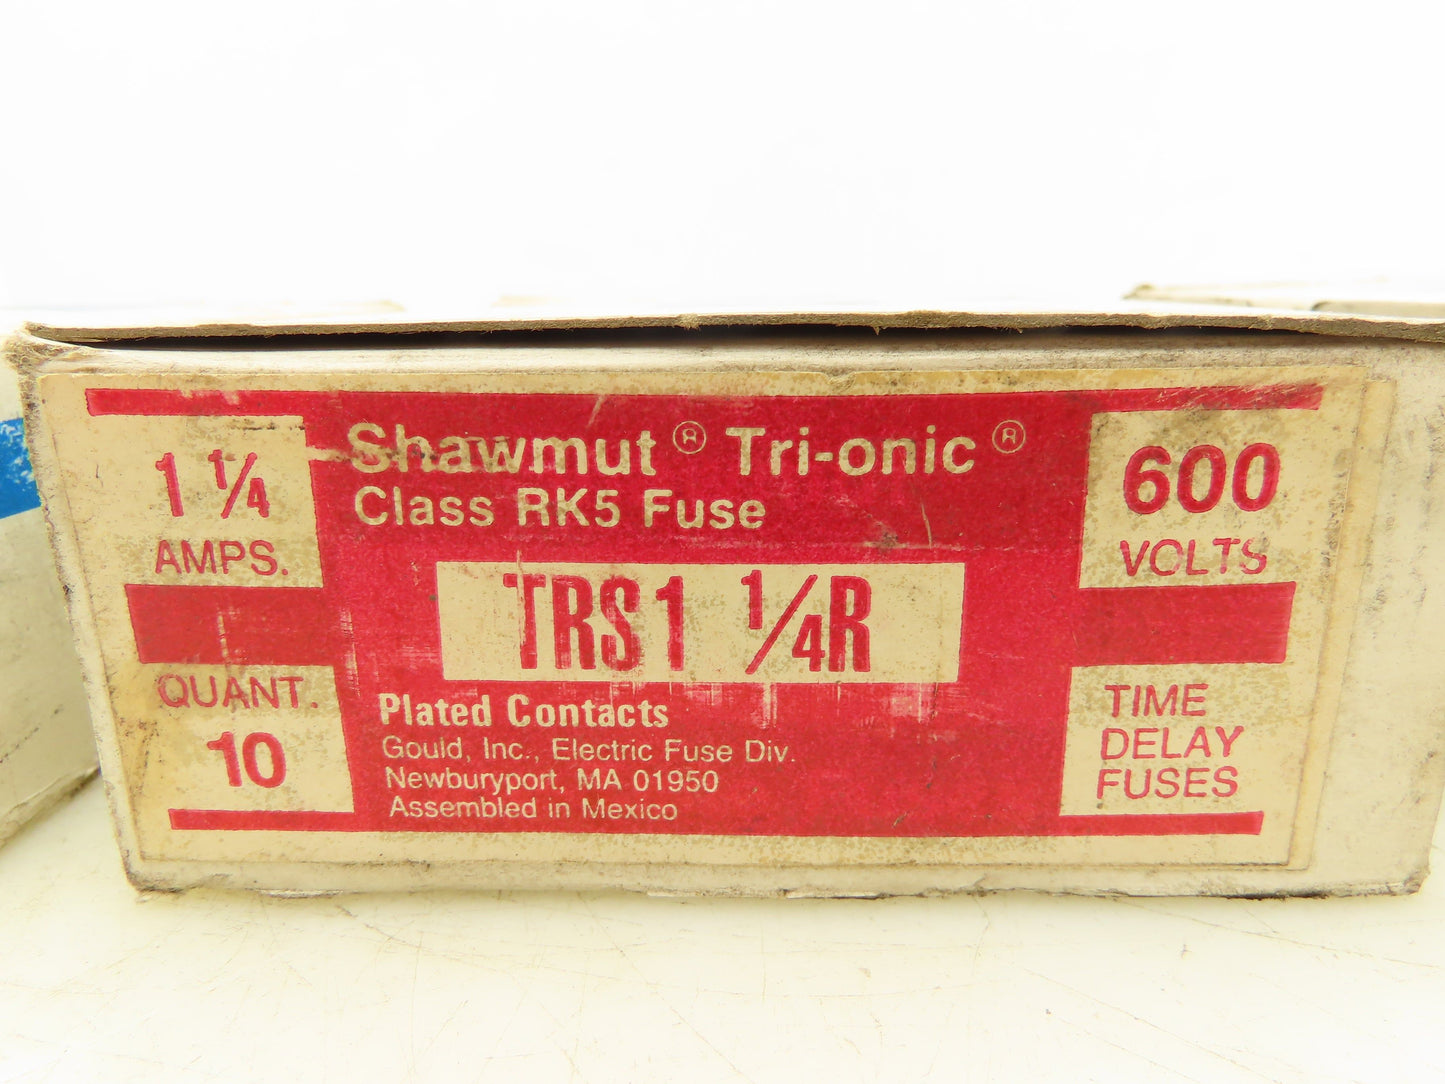 1 1/4
AMPS.
QUANT.
10
Shawmut® Tri-onic®
Class RK5 Fuse
TRS1 1/4R
Plated Contacts
Gould, Inc., Electric Fuse Div.
Newburyport, MA 01950
Assembled in Mexico
600
VOLTS
TIME
DELAY
FUSES